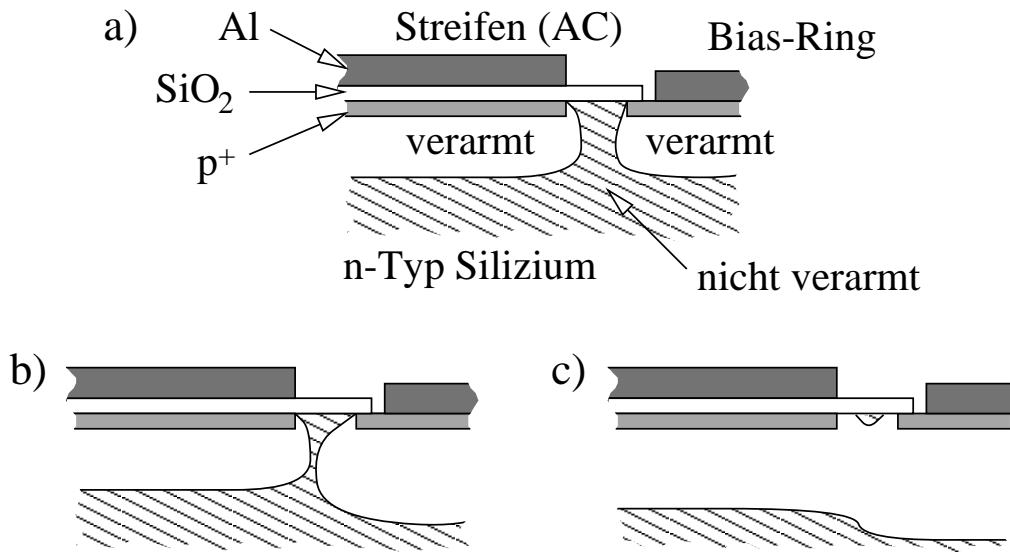 a)
Al
Streifen (AC)
Bias-Ring
SiO2
verarmt
verarmt
p+
n-Typ Silizium
nicht verarmt
b)
c)